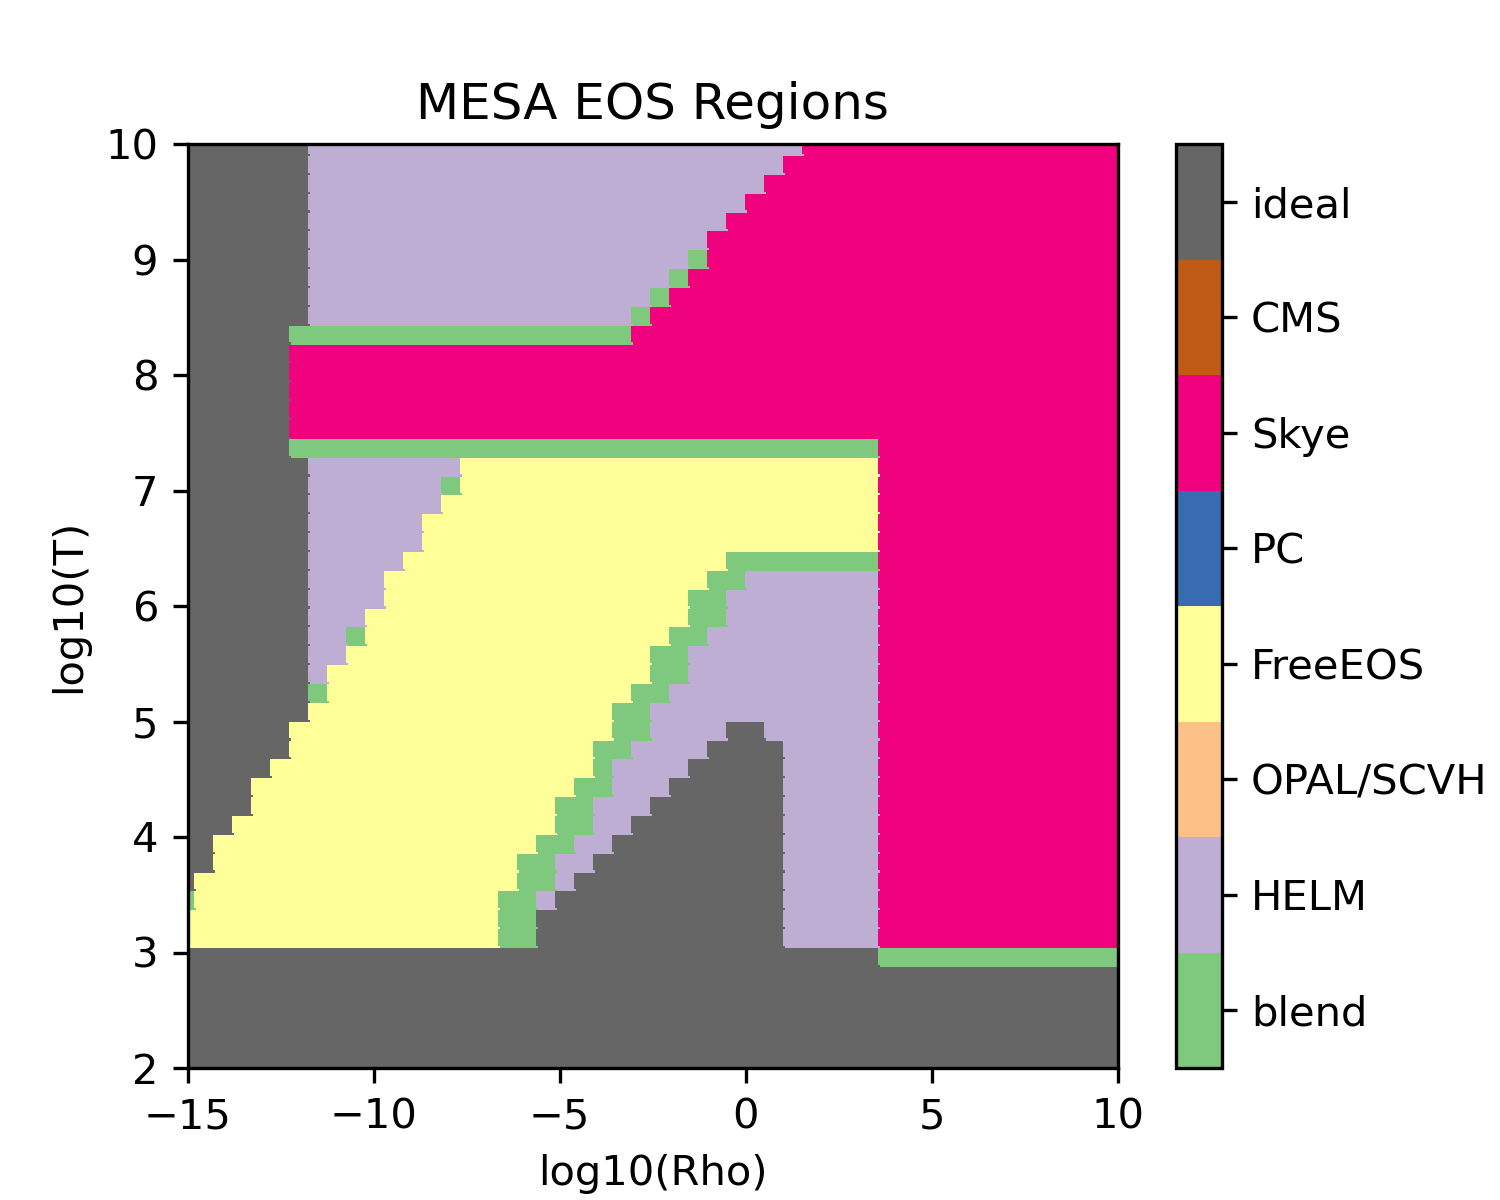 MESA EOS Regions
10
9
8
7
6
5
4
3
2
log10(T)
−15
−10
−5
0
5
10
log10(Rho)
ideal
CMS
Skye
PC
FreeEOS
OPAL/SCVH
HELM
blend